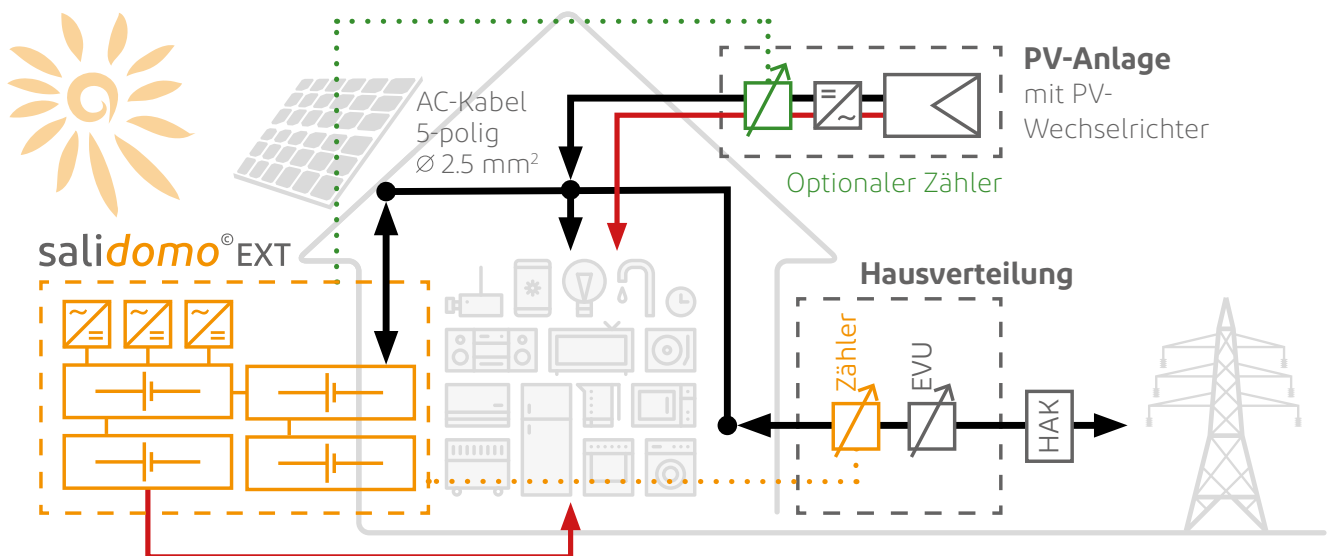 PV-Anlage
mit PV-
Wechselrichter
AC-Kabel
5-polig
Ø 2.5 mm²
Optionaler Zähler
salidomo©EXT
Hausverteilung
Zähler
EVU
HAK